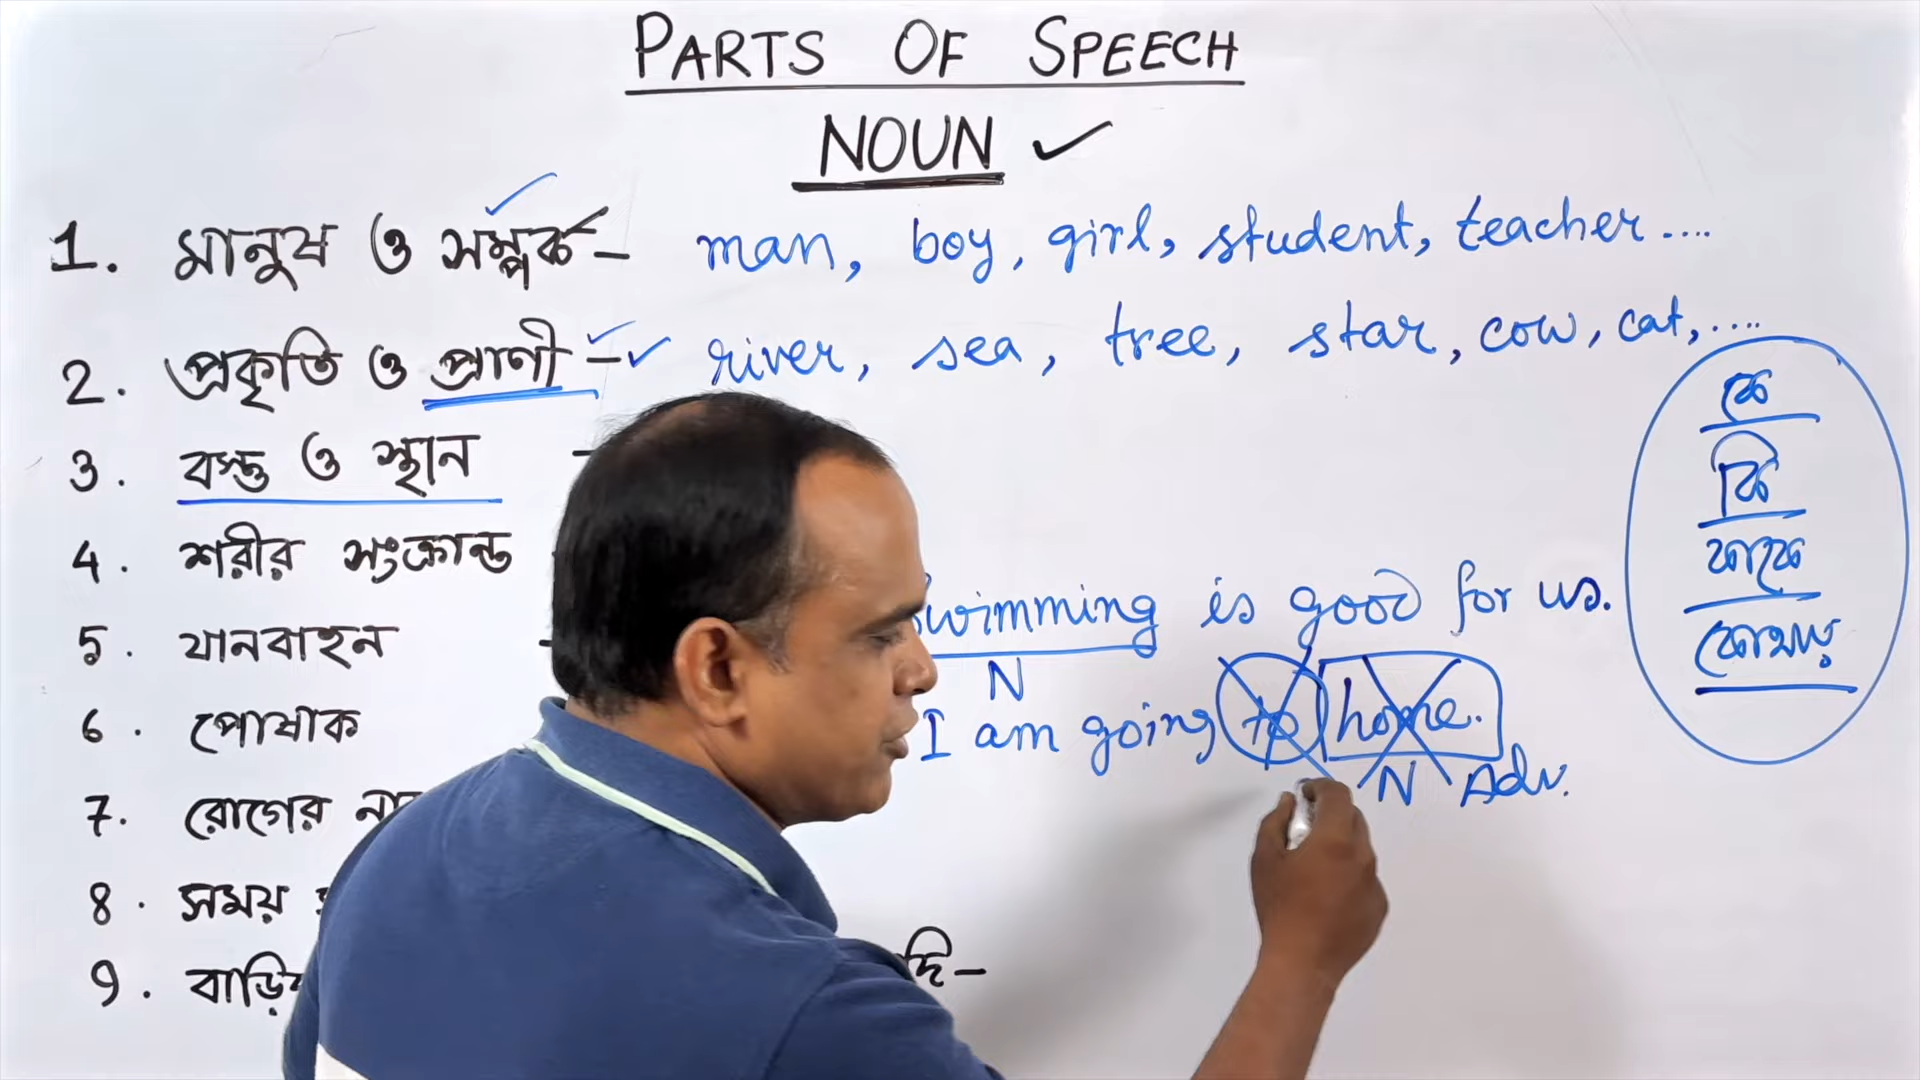 PARTS OF SPEECH
NOUN ✓
1. মানুষ ও সম্পর্ক – man, boy, girl, student, teacher....
2. প্রকৃতি ও প্রাণী – river, sea, tree, star, cow, cat, ....
3. বস্তু ও স্থান –
4. শরীর সংক্রান্ত
5. যানবাহন –
6. পোষাক
7. রোগের
8. সময়
9.
swimming is good for us.
N
I am going to home.
N Adv.
কে
কি
কাকে
কোথায়